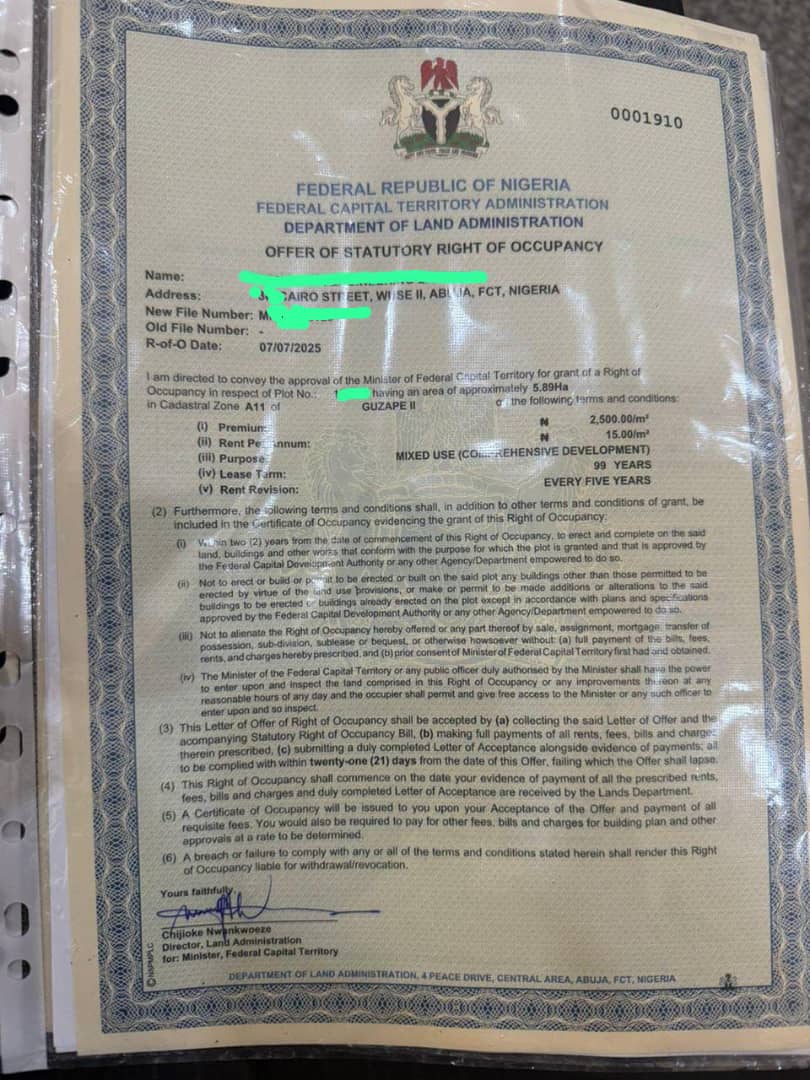 0001910
FEDERAL REPUBLIC OF NIGERIA
FEDERAL CAPITAL TERRITORY ADMINISTRATION
DEPARTMENT OF LAND ADMINISTRATION
OFFER OF STATUTORY RIGHT OF OCCUPANCY
Name:
Address: CAIRO STREET, WUSE II, ABUJA, FCT, NIGERIA
New File Number:
Old File Number: -
R-of-O Date: 07/07/2025
I am directed to convey the approval of the Minister of Federal Capital Territory for grant of a Right of
Occupancy in respect of Plot No.: having an area of approximately 5.89Ha
in Cadastral Zone A11 of GUZAPE II on the following terms and conditions:
(i) Premium: ₦ 2,500.00/m²
(ii) Rent Per Annum: ₦ 15.00/m²
(iii) Purpose: MIXED USE (COMPREHENSIVE DEVELOPMENT)
(iv) Lease Term: 99 YEARS
(v) Rent Revision: EVERY FIVE YEARS
(2) Furthermore, the following terms and conditions shall, in addition to other terms and conditions of grant, be
included in the Certificate of Occupancy evidencing the grant of this Right of Occupancy:
(i) Within two (2) years from the date of commencement of this Right of Occupancy, to erect and complete on the said
land, buildings and other works that conform with the purpose for which the plot is granted and that is approved by
the Federal Capital Development Authority or any other Agency/Department empowered to do so.
(ii) Not to erect or build or permit to be erected or built on the said plot any buildings other than those permitted to be
erected by virtue of the land use provisions, or make or permit to be made additions or alterations to the said
buildings to be erected or buildings already erected on the plot except in accordance with plans and specifications
approved by the Federal Capital Development Authority or any other Agency/Department empowered to do so.
(iii) Not to alienate the Right of Occupancy hereby offered or any part thereof by sale, assignment, mortgage, transfer of
possession, sub-division, sublease or bequest, or otherwise howsoever without: (a) full payment of the bills, fees,
rents, and charges hereby prescribed, and (b) prior consent of Minister of Federal Capital Territory first had and obtained.
(iv) The Minister of the Federal Capital Territory or any public officer duly authorised by the Minister shall have the power
to enter upon and inspect the land comprised in this Right of Occupancy or any improvements thereon at any
reasonable hours of any day and the occupier shall permit and give free access to the Minister or any such officer to
enter upon and so inspect.
(3) This Letter of Offer of Right of Occupancy shall be accepted by (a) collecting the said Letter of Offer and the
acompanying Statutory Right of Occupancy Bill, (b) making full payments of all rents, fees, bills and charges
therein prescribed, (c) submitting a duly completed Letter of Acceptance alongside evidence of payments; all
to be complied with within twenty-one (21) days from the date of this Offer, failing which the Offer shall lapse.
(4) This Right of Occupancy shall commence on the date your evidence of payment of all the prescribed rents,
fees, bills and charges and duly completed Letter of Acceptance are received by the Lands Department.
(5) A Certificate of Occupancy will be issued to you upon your Acceptance of the Offer and payment of all
requisite fees. You would also be required to pay for other fees, bills and charges for building plan and other
approvals at a rate to be determined.
(6) A breach or failure to comply with any or all of the terms and conditions stated herein shall render this Right
of Occupancy liable for withdrawal/revocation.
Yours faithfully,
Chijioke Nwankwoeze
Director, Land Administration
for: Minister, Federal Capital Territory
©NSPMPLC
DEPARTMENT OF LAND ADMINISTRATION, 4 PEACE DRIVE, CENTRAL AREA, ABUJA, FCT, NIGERIA